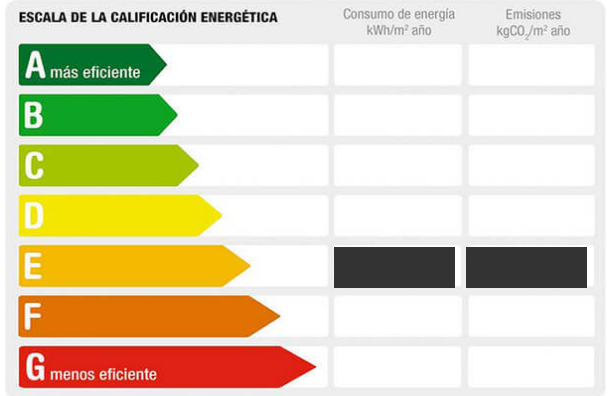 ESCALA DE LA CALIFICACIÓN ENERGÉTICA
Consumo de energía
kWh/m² año
Emisiones
kgCO₂/m² año
A más eficiente
B
C
D
E
F
G menos eficiente